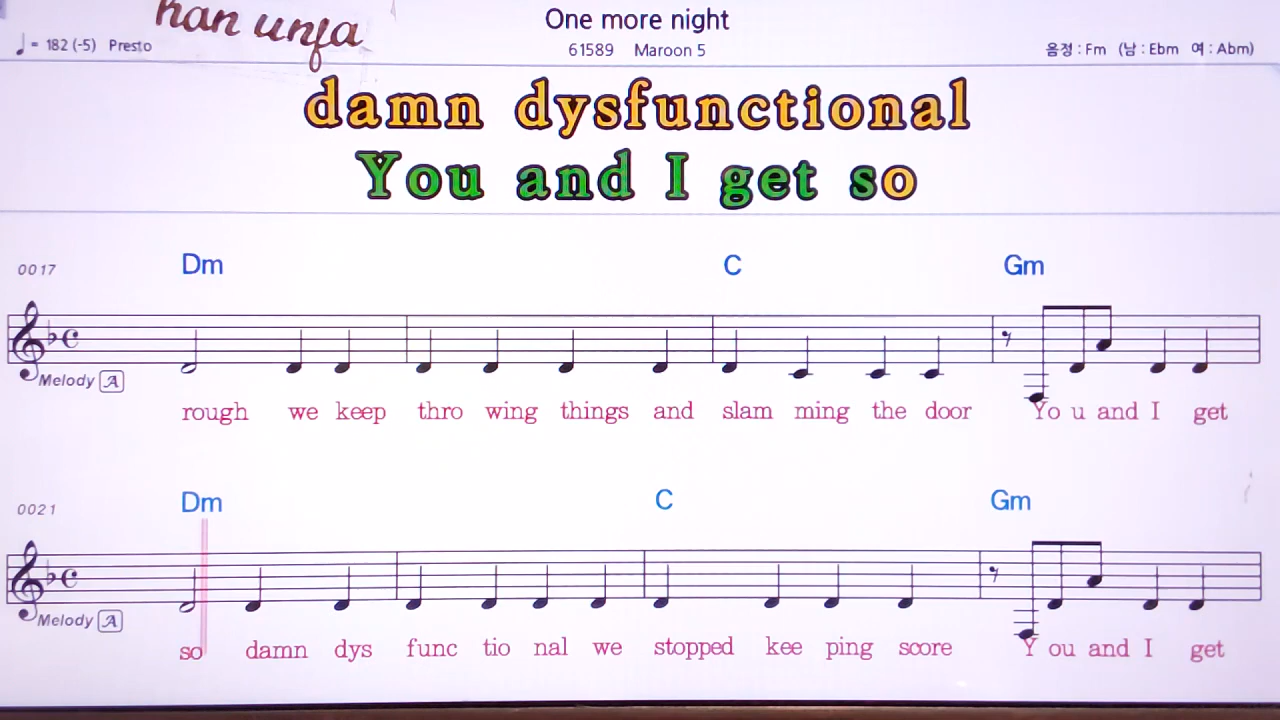 han unfa
One more night
♩= 182 (-5) Presto
61589 Maroon 5
음정 : Fm (남 : Ebm 여 : Abm)
damn dysfunctional
You and I get so
0017 Dm C Gm
Melody A
rough we keep thro wing things and slam ming the door Yo u and I get
0021 Dm C Gm
Melody A
so damn dys func tio nal we stopped kee ping score Y ou and I get